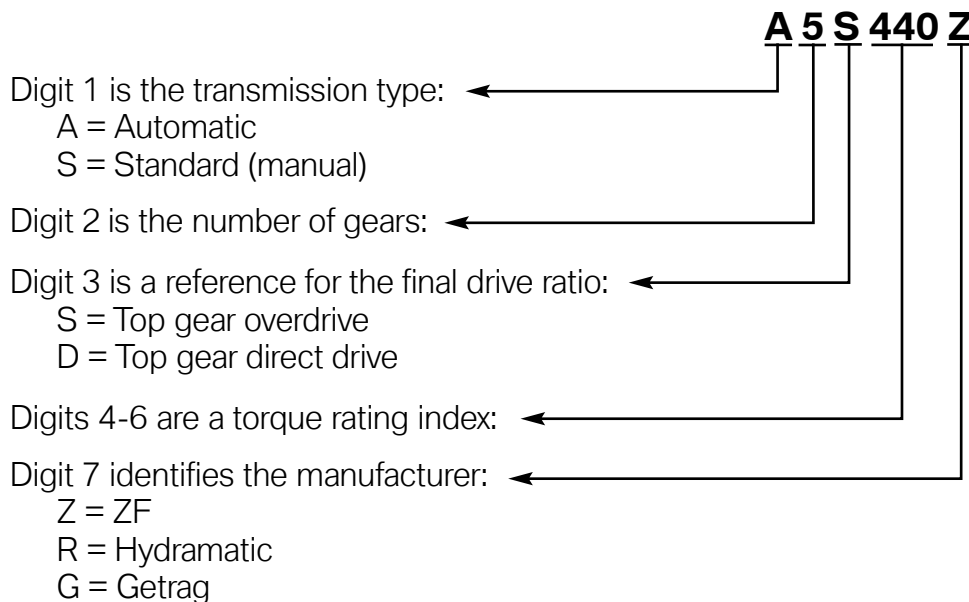 A 5 S 440 Z
Digit 1 is the transmission type:
A = Automatic
S = Standard (manual)
Digit 2 is the number of gears:
Digit 3 is a reference for the final drive ratio:
S = Top gear overdrive
D = Top gear direct drive
Digits 4-6 are a torque rating index:
Digit 7 identifies the manufacturer:
Z = ZF
R = Hydramatic
G = Getrag